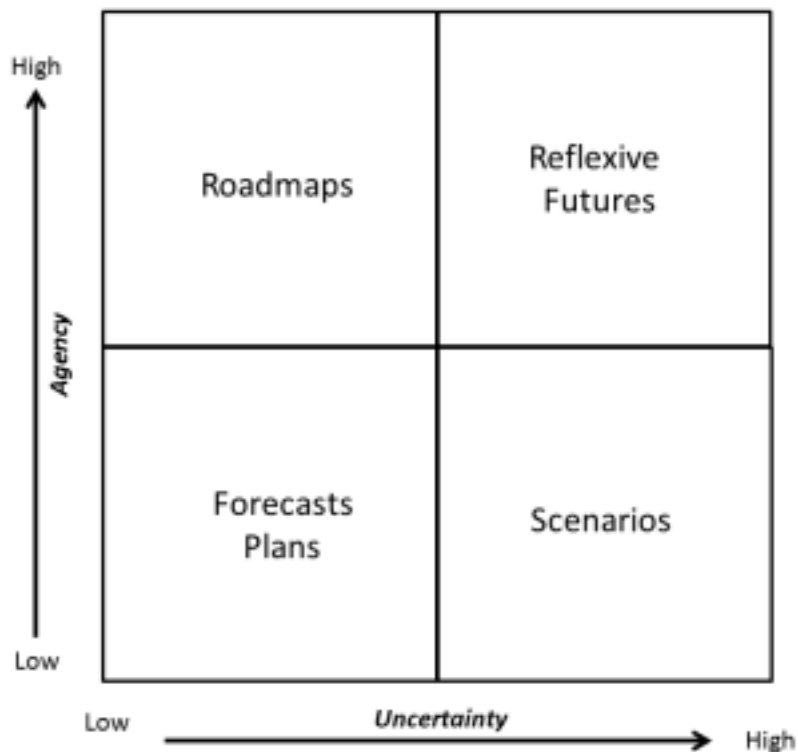 High
Roadmaps
Reflexive
Futures
Agency
Forecasts
Plans
Scenarios
Low
Low
Uncertainty
High